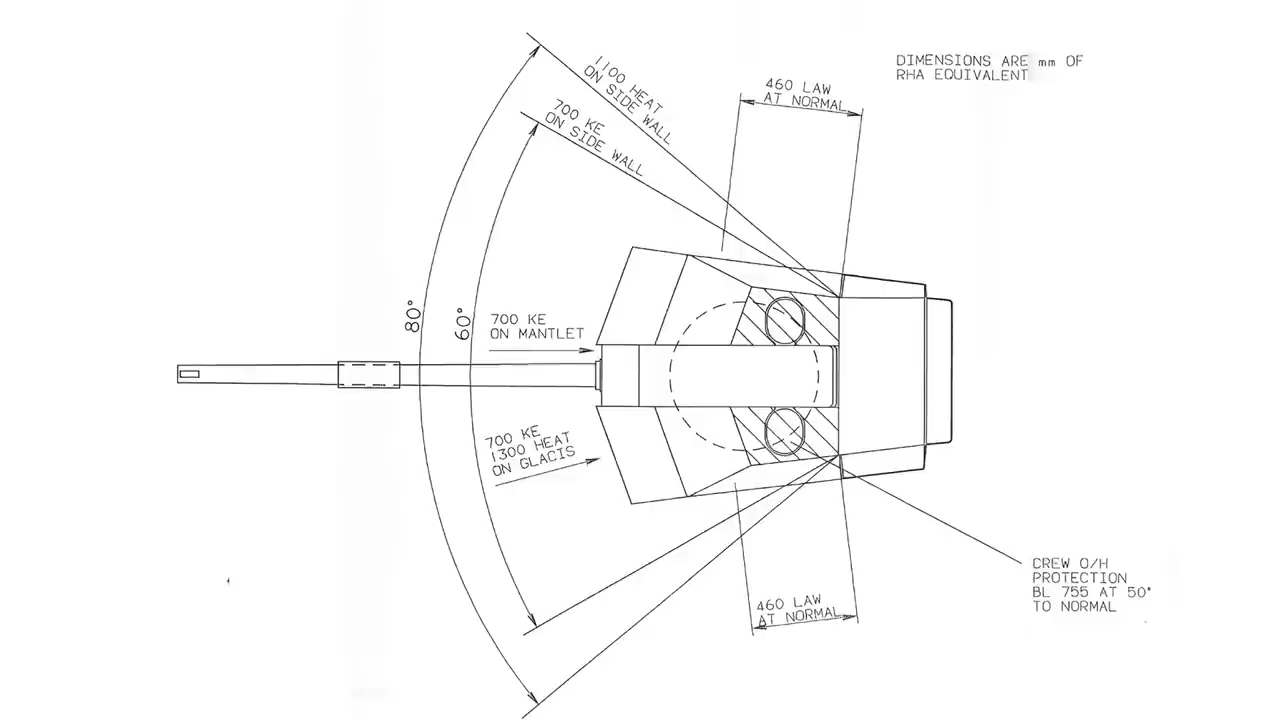 1100 HEAT
ON SIDE WALL
700 KE
ON SIDE WALL
460 LAW
AT NORMAL
DIMENSIONS ARE mm OF
RHA EQUIVALENT
80°
60°
700 KE
ON MANTLET
700 KE
1300 HEAT
ON GLACIS
460 LAW
AT NORMAL
CREW O/H
PROTECTION
BL 755 AT 50°
TO NORMAL